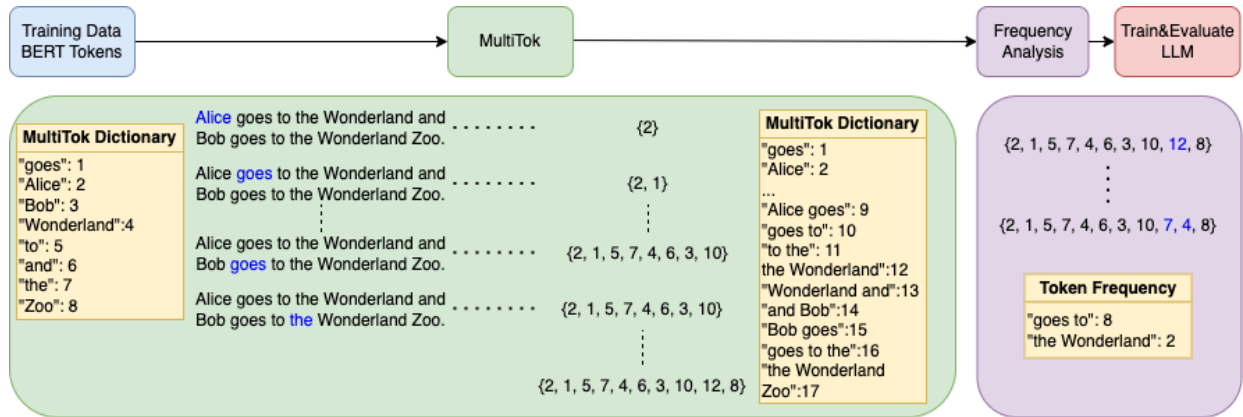 Training Data
BERT Tokens
MultiTok
Frequency
Analysis
Train&Evaluate
LLM
MultiTok Dictionary
"goes": 1
"Alice": 2
"Bob": 3
"Wonderland":4
"to": 5
"and": 6
"the": 7
"Zoo": 8
Alice goes to the Wonderland and
Bob goes to the Wonderland Zoo.
{2}
Alice goes to the Wonderland and
Bob goes to the Wonderland Zoo.
{2, 1}
Alice goes to the Wonderland and
Bob goes to the Wonderland Zoo.
{2, 1, 5, 7, 4, 6, 3, 10}
Alice goes to the Wonderland and
Bob goes to the Wonderland Zoo.
{2, 1, 5, 7, 4, 6, 3, 10}
{2, 1, 5, 7, 4, 6, 3, 10, 12, 8}
MultiTok Dictionary
"goes": 1
"Alice": 2
...
"Alice goes": 9
"goes to": 10
"to the": 11
the Wonderland":12
"Wonderland and":13
"and Bob":14
"Bob goes":15
"goes to the":16
"the Wonderland
Zoo":17
{2, 1, 5, 7, 4, 6, 3, 10, 12, 8}
{2, 1, 5, 7, 4, 6, 3, 10, 7, 4, 8}
Token Frequency
"goes to": 8
"the Wonderland": 2